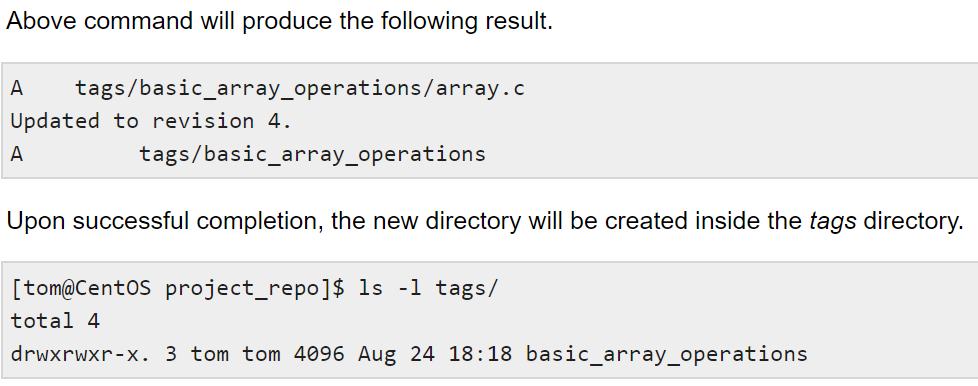 Above command will produce the following result.
A    tags/basic_array_operations/array.c
Updated to revision 4.
A         tags/basic_array_operations
Upon successful completion, the new directory will be created inside the tags directory.
[tom@CentOS project_repo]$ ls -l tags/
total 4
drwxrwxr-x. 3 tom tom 4096 Aug 24 18:18 basic_array_operations